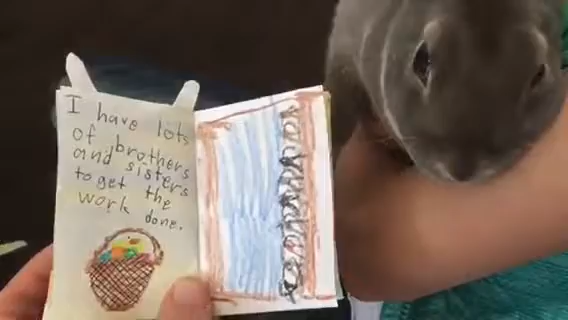 I have lots
of brothers
and sisters
to get the
work done.